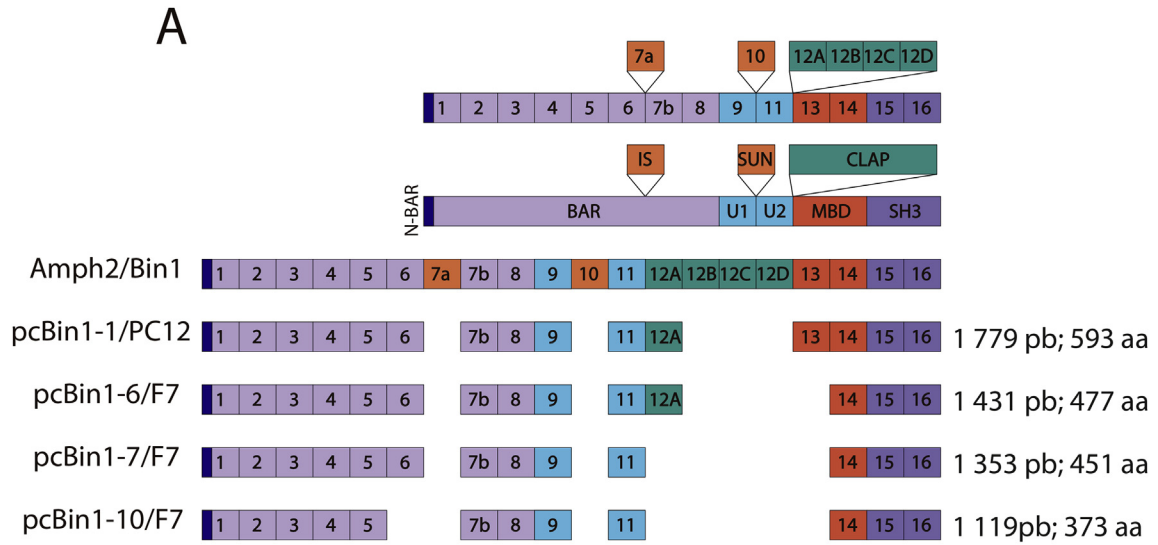 A
7a 10 12A 12B 12C 12D
1 2 3 4 5 6 7b 8 9 11 13 14 15 16
IS SUN CLAP
N-BAR BAR U1 U2 MBD SH3
Amph2/Bin1 1 2 3 4 5 6 7a 7b 8 9 10 11 12A 12B 12C 12D 13 14 15 16
pcBin1-1/PC12 1 2 3 4 5 6 7b 8 9 11 12A 13 14 15 16 1 779 pb; 593 aa
pcBin1-6/F7 1 2 3 4 5 6 7b 8 9 11 12A 14 15 16 1 431 pb; 477 aa
pcBin1-7/F7 1 2 3 4 5 6 7b 8 9 11 14 15 16 1 353 pb; 451 aa
pcBin1-10/F7 1 2 3 4 5 7b 8 9 11 14 15 16 1 119pb; 373 aa